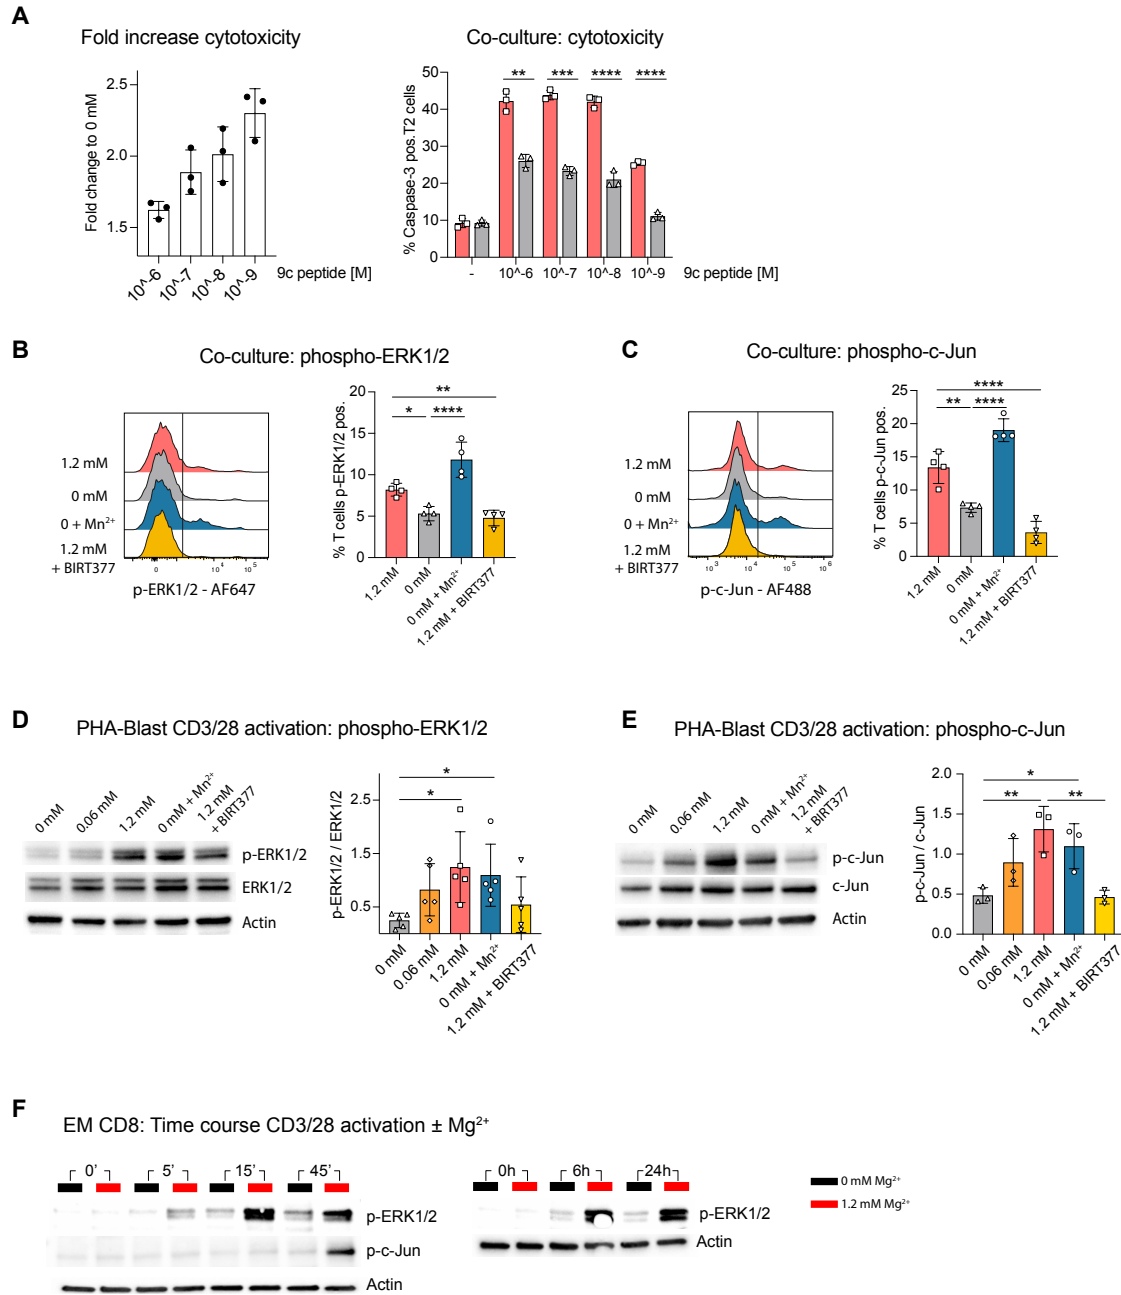 A
Fold increase cytotoxicity
Co-culture: cytotoxicity
Fold change to 0 mM
2.5
2.0
1.5
10^-6
10^-7
10^-8
10^-9
9c peptide [M]
% Caspase-3 pos.T2 cells
50
40
30
20
10
0
** *** **** ****
- 10^-6 10^-7 10^-8 10^-9 9c peptide [M]
B
Co-culture: phospho-ERK1/2
1.2 mM
0 mM
0 + Mn²⁺
1.2 mM
+ BIRT377
0 10⁴ 10⁵
p-ERK1/2 - AF647
% T cells p-ERK1/2 pos.
20
15
10
5
0
**
* ****
1.2 mM
0 mM
0 mM + Mn²⁺
1.2 mM + BIRT377
C
Co-culture: phospho-c-Jun
1.2 mM
0 mM
0 + Mn²⁺
1.2 mM
+ BIRT377
10³ 10⁴ 10⁵ 10⁶
p-c-Jun - AF488
% T cells p-c-Jun pos.
25
20
15
10
5
0
****
** ****
1.2 mM
0 mM
0 mM + Mn²⁺
1.2 mM + BIRT377
D
PHA-Blast CD3/28 activation: phospho-ERK1/2
0 mM
0.06 mM
1.2 mM
0 mM + Mn²⁺
1.2 mM
+ BIRT377
p-ERK1/2
ERK1/2
Actin
p-ERK1/2 / ERK1/2
2.5
1.5
0.5
*
*
0 mM
0.06 mM
1.2 mM
0 mM + Mn²⁺
1.2 mM + BIRT377
E
PHA-Blast CD3/28 activation: phospho-c-Jun
0 mM
0.06 mM
1.2 mM
0 mM + Mn²⁺
1.2 mM
+ BIRT377
p-c-Jun
c-Jun
Actin
p-c-Jun / c-Jun
2.0
1.5
1.0
0.5
0.0
*
** **
0 mM
0.06 mM
1.2 mM
0 mM + Mn²⁺
1.2 mM + BIRT377
F
EM CD8: Time course CD3/28 activation ± Mg²⁺
0' 5' 15' 45'
p-ERK1/2
p-c-Jun
Actin
0h 6h 24h
p-ERK1/2
Actin
0 mM Mg²⁺
1.2 mM Mg²⁺